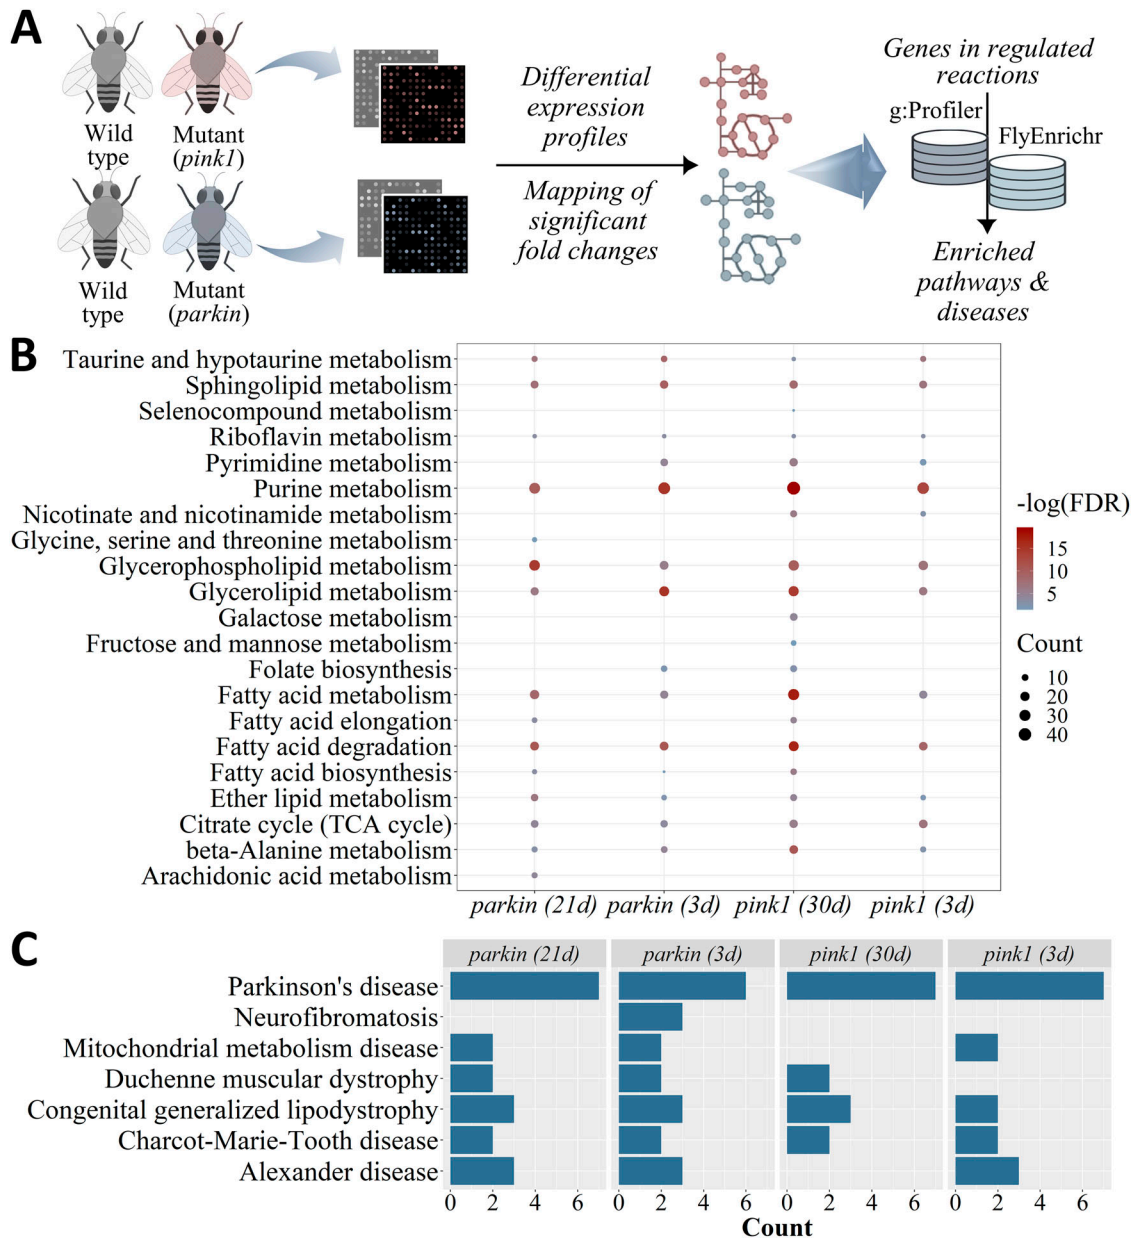 A
Wild
type
Mutant
(pink1)
Wild
type
Mutant
(parkin)
Differential
expression
profiles
Mapping of
significant
fold changes
Genes in regulated
reactions
g:Profiler
FlyEnrichr
Enriched
pathways &
diseases
B
Taurine and hypotaurine metabolism
Sphingolipid metabolism
Selenocompound metabolism
Riboflavin metabolism
Pyrimidine metabolism
Purine metabolism
Nicotinate and nicotinamide metabolism
Glycine, serine and threonine metabolism
Glycerophospholipid metabolism
Glycerolipid metabolism
Galactose metabolism
Fructose and mannose metabolism
Folate biosynthesis
Fatty acid metabolism
Fatty acid elongation
Fatty acid degradation
Fatty acid biosynthesis
Ether lipid metabolism
Citrate cycle (TCA cycle)
beta-Alanine metabolism
Arachidonic acid metabolism
parkin (21d) parkin (3d) pink1 (30d) pink1 (3d)
-log(FDR)
15
10
5
Count
10
20
30
40
C
parkin (21d) parkin (3d) pink1 (30d) pink1 (3d)
Parkinson's disease
Neurofibromatosis
Mitochondrial metabolism disease
Duchenne muscular dystrophy
Congenital generalized lipodystrophy
Charcot-Marie-Tooth disease
Alexander disease
0 2 4 6 0 2 4 6 0 2 4 6 0 2 4 6
Count